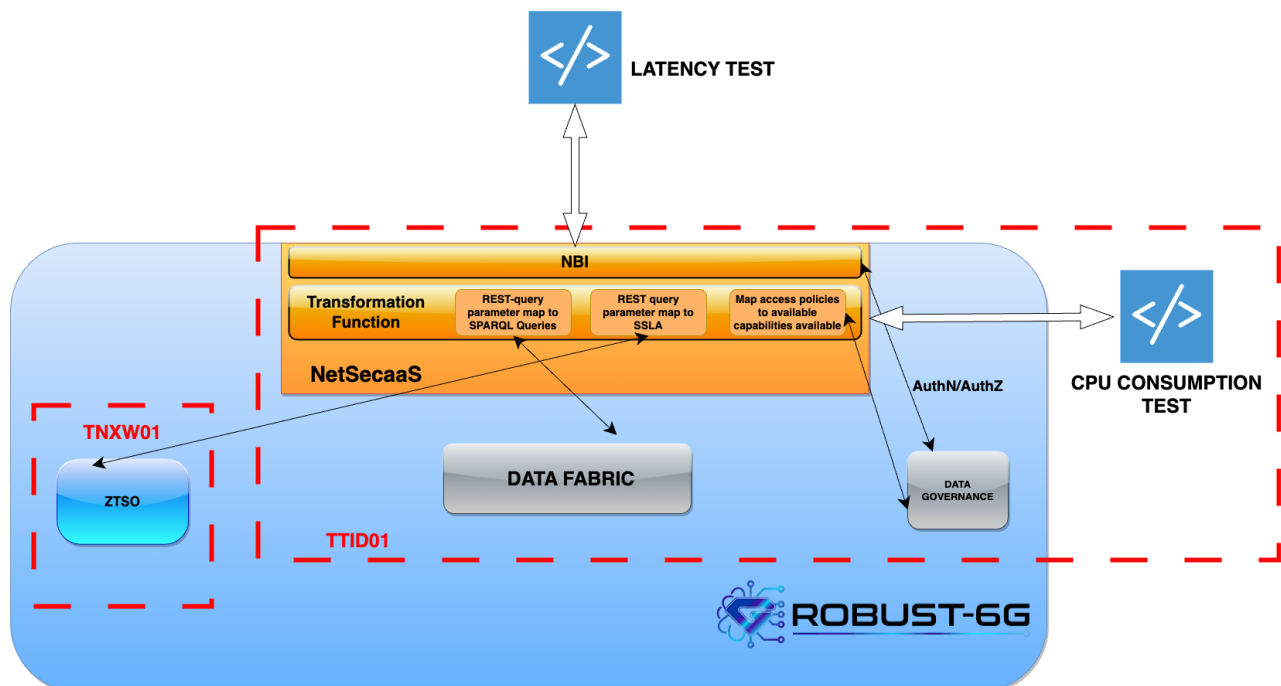 </>
LATENCY TEST
NBI
Transformation
Function
REST-query
parameter map to
SPARQL Queries
REST query
parameter map to
SSLA
Map access policies
to available
capabilities available
NetSecaaS
</>
CPU CONSUMPTION
TEST
AuthN/AuthZ
TNXW01
ZTSO
DATA FABRIC
DATA
GOVERNANCE
TTID01
ROBUST-6G